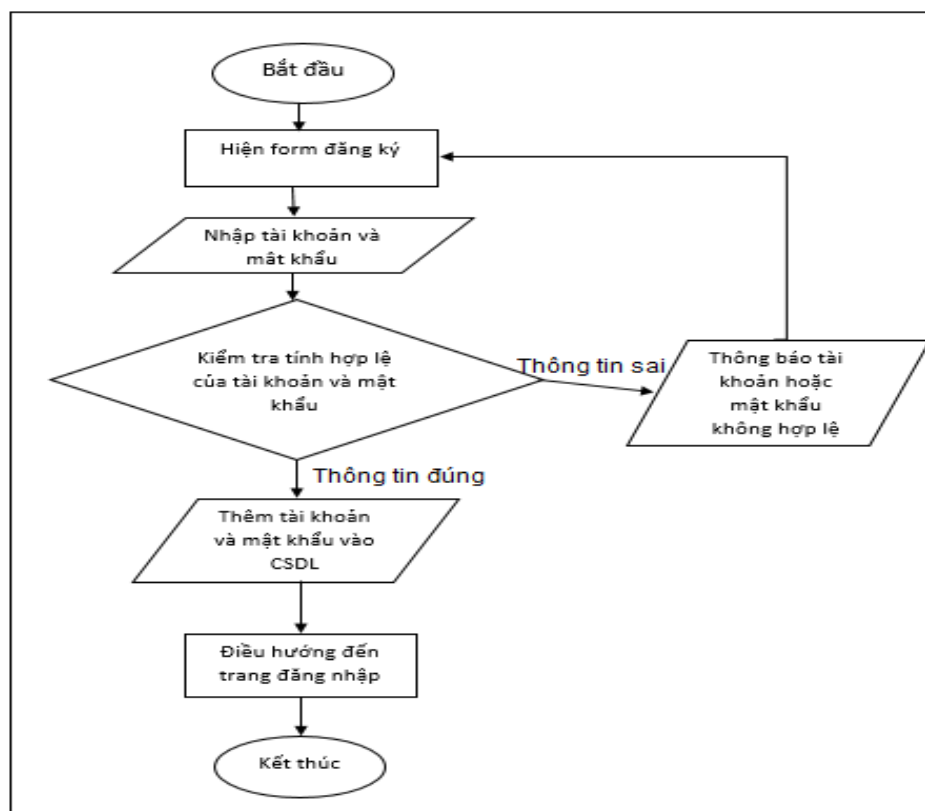 Bắt đầu
Hiện form đăng ký
Nhập tài khoản và
mât khẩu
Kiểm tra tính hợp lệ
của tài khoản và mật
khẩu
Thông tin sai
Thông báo tài
khoản hoặc
mật khẩu
không hợp lệ
Thông tin đúng
Thêm tài khoản
và mật khẩu vào
CSDL
Điều hướng đến
trang đăng nhập
Kết thúc